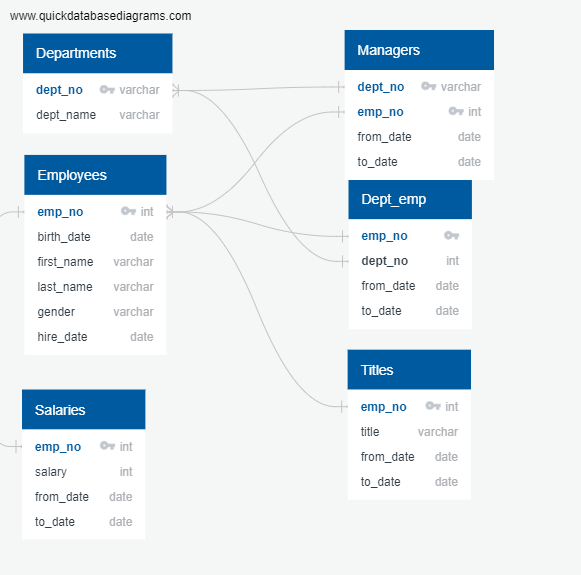 www.quickdatabasediagrams.com
Departments
dept_no varchar
dept_name varchar
Employees
emp_no int
birth_date date
first_name varchar
last_name varchar
gender varchar
hire_date date
Salaries
emp_no int
salary int
from_date date
to_date date
Managers
dept_no varchar
emp_no int
from_date date
to_date date
Dept_emp
emp_no
dept_no int
from_date date
to_date date
Titles
emp_no int
title varchar
from_date date
to_date date